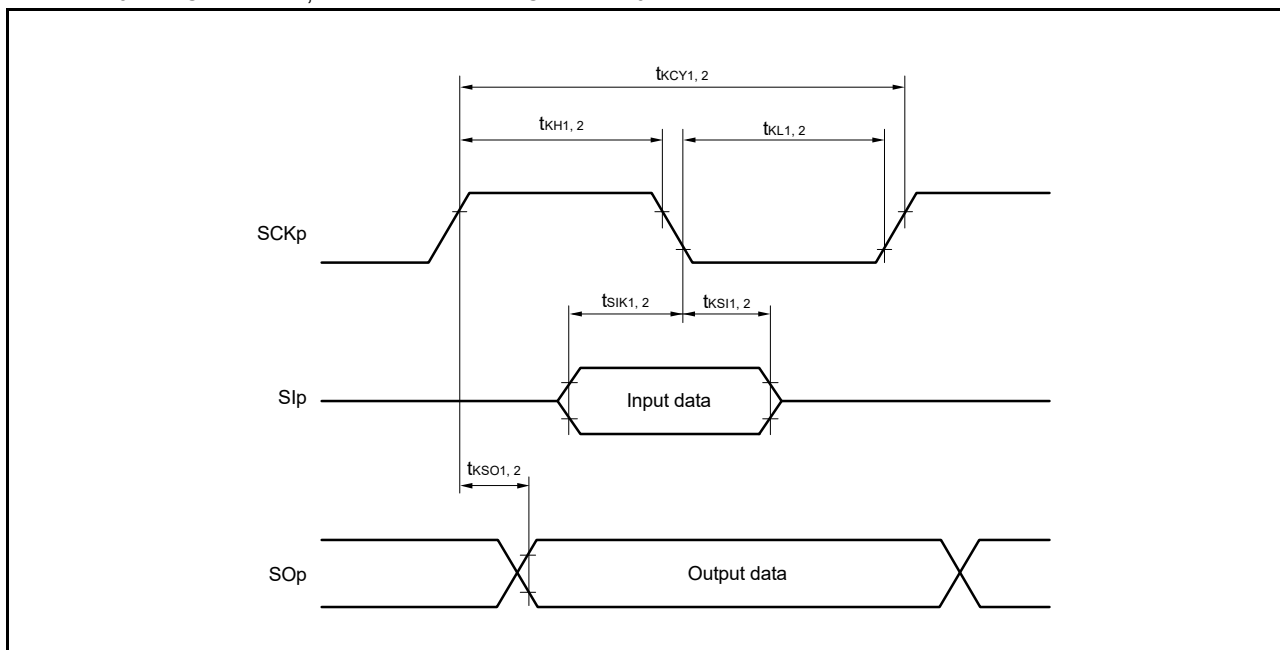 tKCY1, 2
tKH1, 2
tKL1, 2
SCKp
tSIK1, 2
tKSI1, 2
SIp
Input data
tKSO1, 2
SOp
Output data